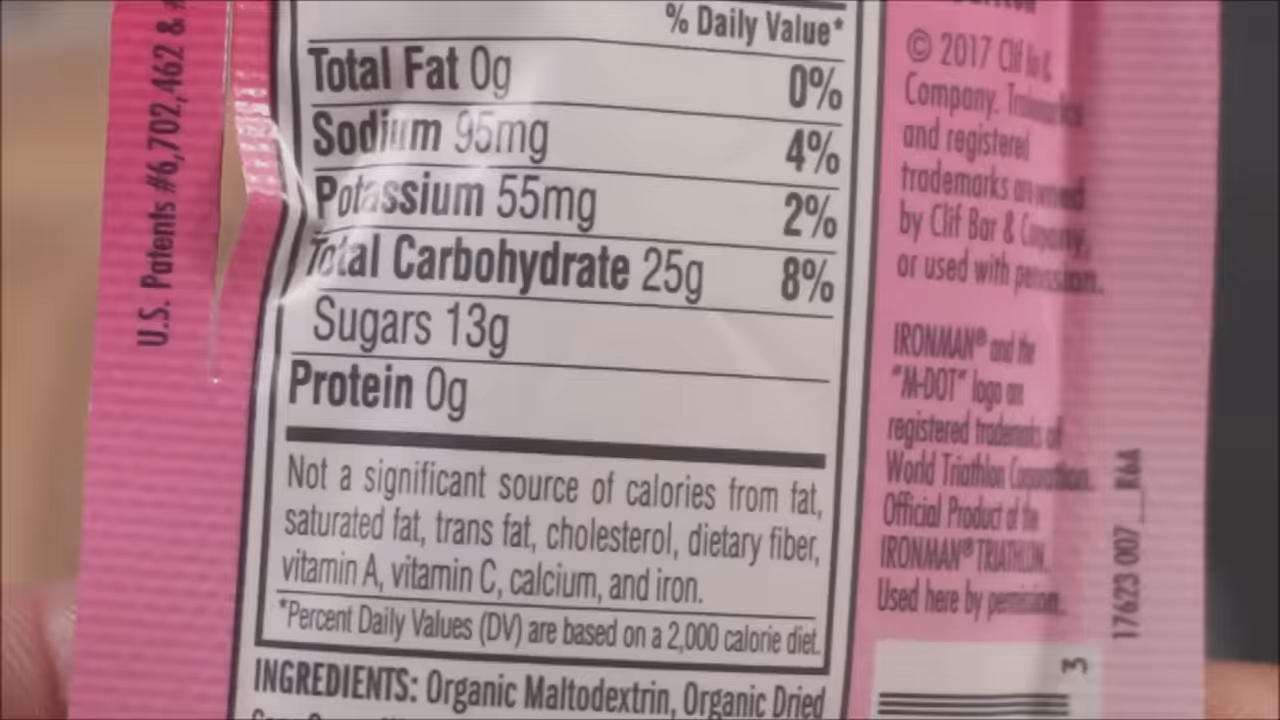 U.S. Patents #6,702,462 &
% Daily Value*
Total Fat 0g 0%
Sodium 95mg 4%
Potassium 55mg 2%
Total Carbohydrate 25g 8%
Sugars 13g
Protein 0g
Not a significant source of calories from fat,
saturated fat, trans fat, cholesterol, dietary fiber,
vitamin A, vitamin C, calcium, and iron.
*Percent Daily Values (DV) are based on a 2,000 calorie diet.
INGREDIENTS: Organic Maltodextrin, Organic Dried
© 2017 Clif Bar &
Company. Trademarks
and registered
trademarks are owned
by Clif Bar & Company,
or used with permission.
IRONMAN® and the
"M-DOT" logo are
registered trademarks of
World Triathlon Corporation.
Official Product of the
IRONMAN® TRIATHLON.
Used here by permission.
17623 007__R6A
3